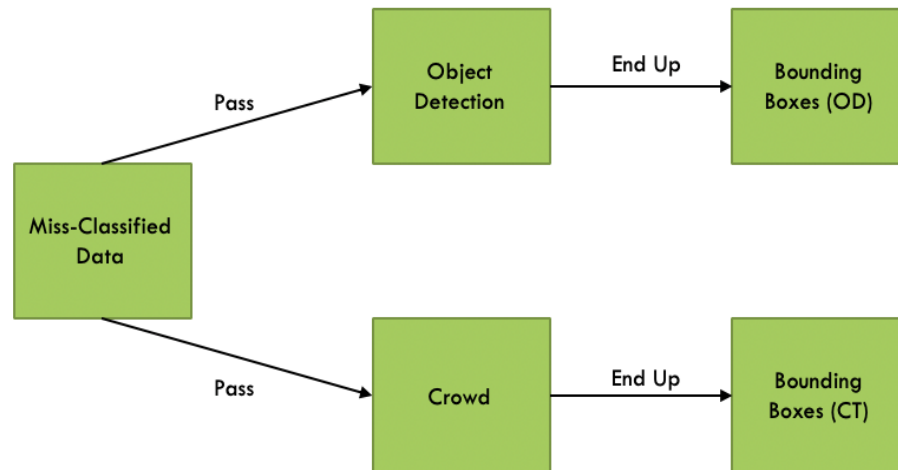 Object
Detection
End Up
Bounding
Boxes (OD)
Pass
Miss-Classified
Data
Pass
Crowd
End Up
Bounding
Boxes (CT)